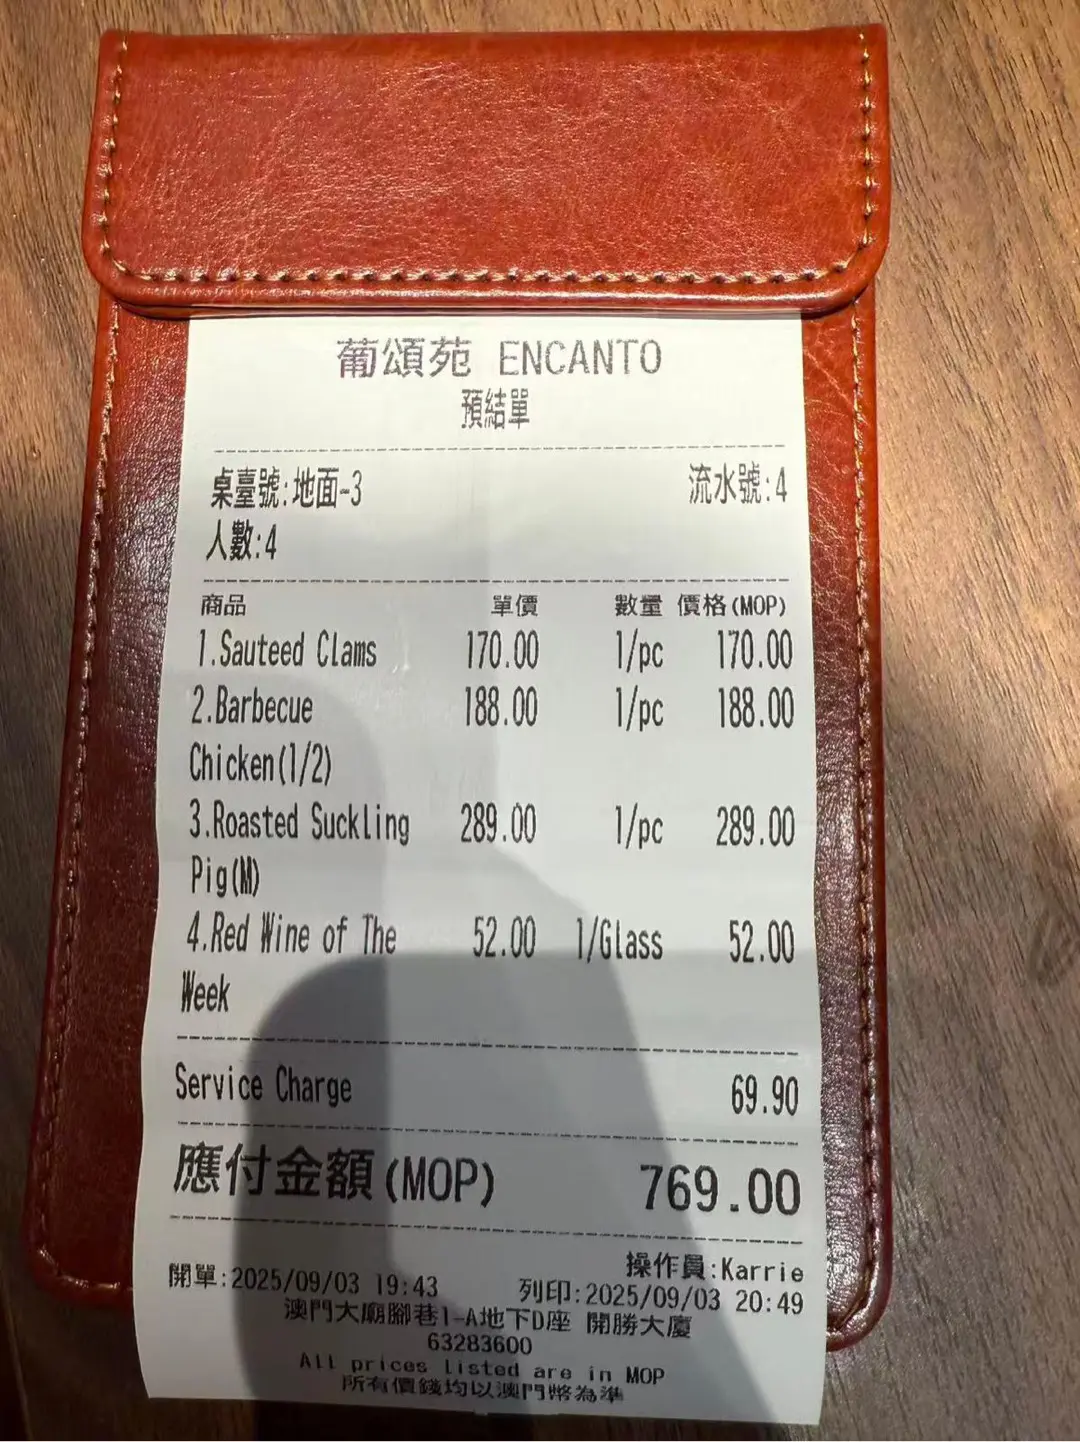 葡頌苑 ENCANTO
預結單
桌臺號:地面-3 流水號:4
人數:4
商品 單價 數量 價格(MOP)
1.Sauteed Clams 170.00 1/pc 170.00
2.Barbecue 188.00 1/pc 188.00
Chicken(1/2)
3.Roasted Suckling 289.00 1/pc 289.00
Pig(M)
4.Red Wine of The 52.00 1/Glass 52.00
Week
Service Charge 69.90
應付金額(MOP) 769.00
操作員:Karrie
開單:2025/09/03 19:43 列印:2025/09/03 20:49
澳門大廟腳巷1-A地下D座 開勝大廈
63283600
All prices listed are in MOP
所有價錢均以澳門幣為準